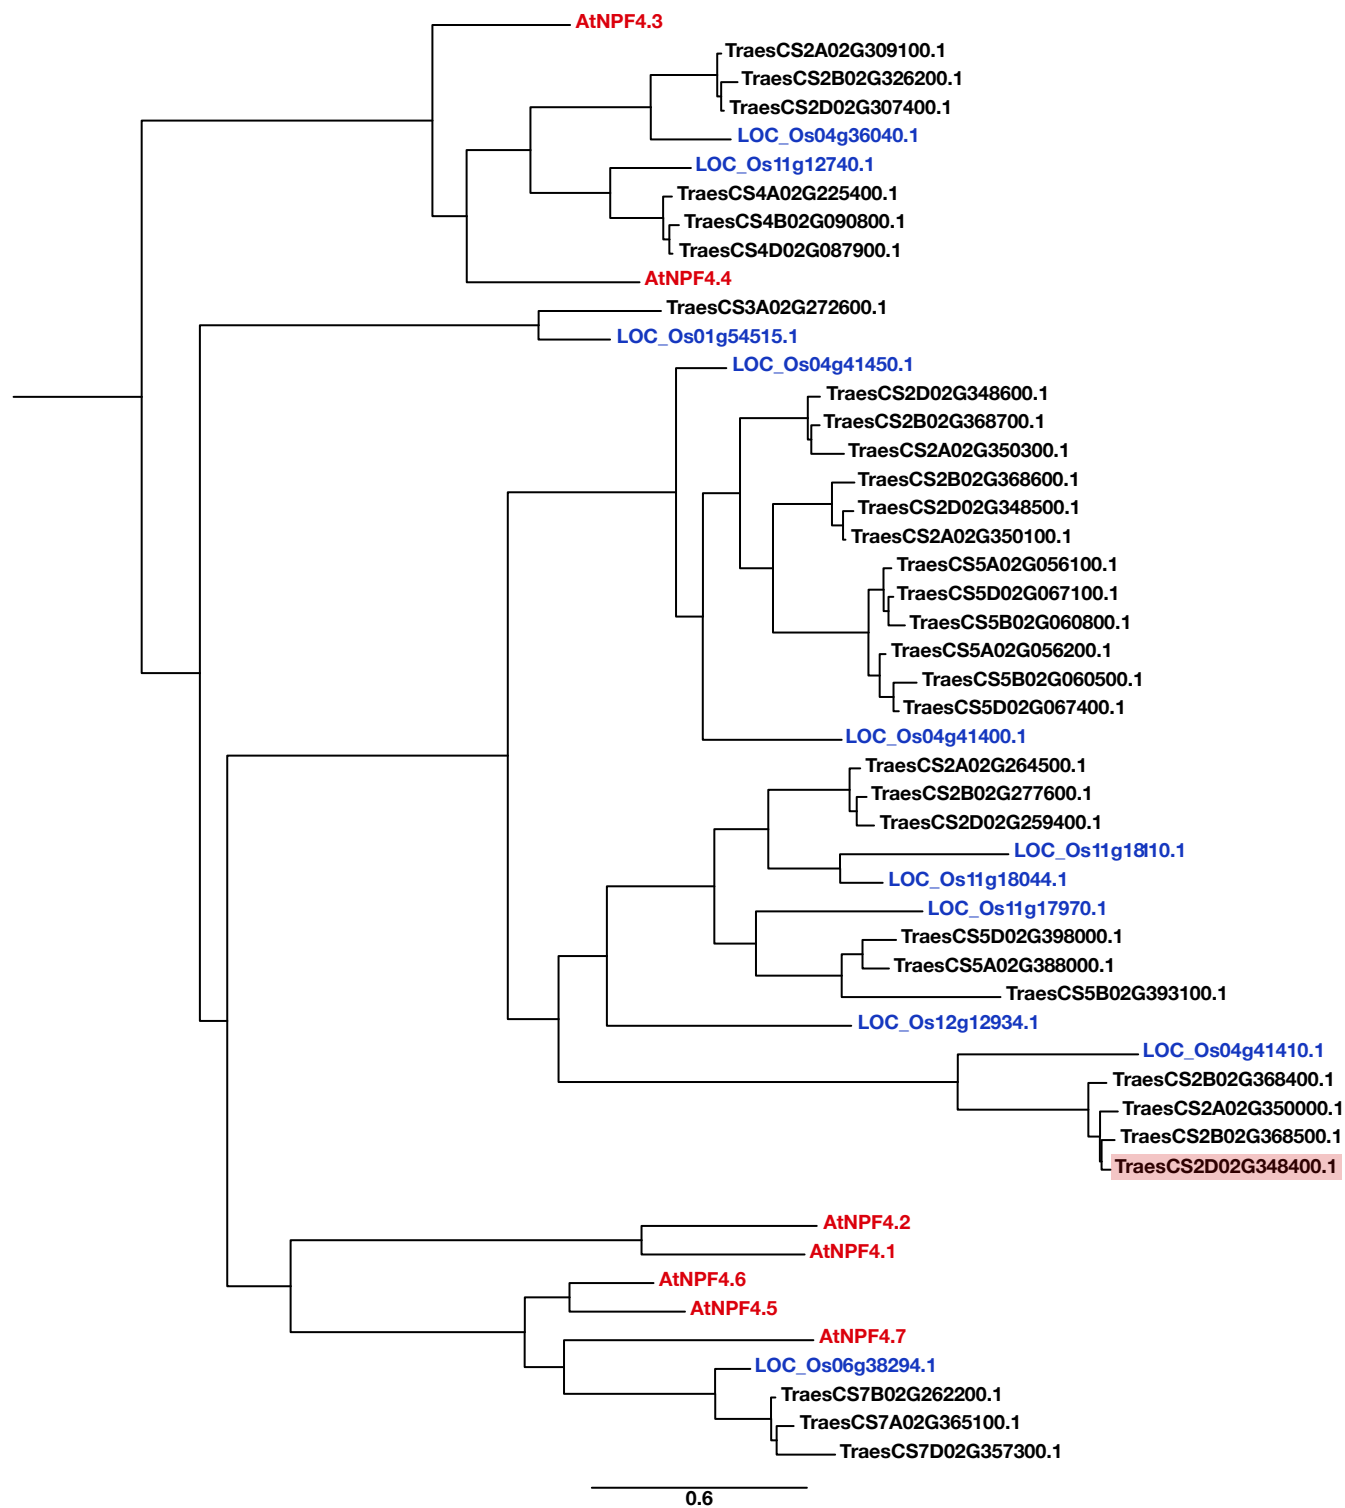 AtNPF4.3
TraesCS2A02G309100.1
TraesCS2B02G326200.1
TraesCS2D02G307400.1
LOC_Os04g36040.1
LOC_Os11g12740.1
TraesCS4A02G225400.1
TraesCS4B02G090800.1
TraesCS4D02G087900.1
AtNPF4.4
TraesCS3A02G272600.1
LOC_Os01g54515.1
LOC_Os04g41450.1
TraesCS2D02G348600.1
TraesCS2B02G368700.1
TraesCS2A02G350300.1
TraesCS2B02G368600.1
TraesCS2D02G348500.1
TraesCS2A02G350100.1
TraesCS5A02G056100.1
TraesCS5D02G067100.1
TraesCS5B02G060800.1
TraesCS5A02G056200.1
TraesCS5B02G060500.1
TraesCS5D02G067400.1
LOC_Os04g41400.1
TraesCS2A02G264500.1
TraesCS2B02G277600.1
TraesCS2D02G259400.1
LOC_Os11g18l10.1
LOC_Os11g18044.1
LOC_Os11g17970.1
TraesCS5D02G398000.1
TraesCS5A02G388000.1
TraesCS5B02G393100.1
LOC_Os12g12934.1
LOC_Os04g41410.1
TraesCS2B02G368400.1
TraesCS2A02G350000.1
TraesCS2B02G368500.1
TraesCS2D02G348400.1
AtNPF4.2
AtNPF4.1
AtNPF4.6
AtNPF4.5
AtNPF4.7
LOC_Os06g38294.1
TraesCS7B02G262200.1
TraesCS7A02G365100.1
TraesCS7D02G357300.1
0.6